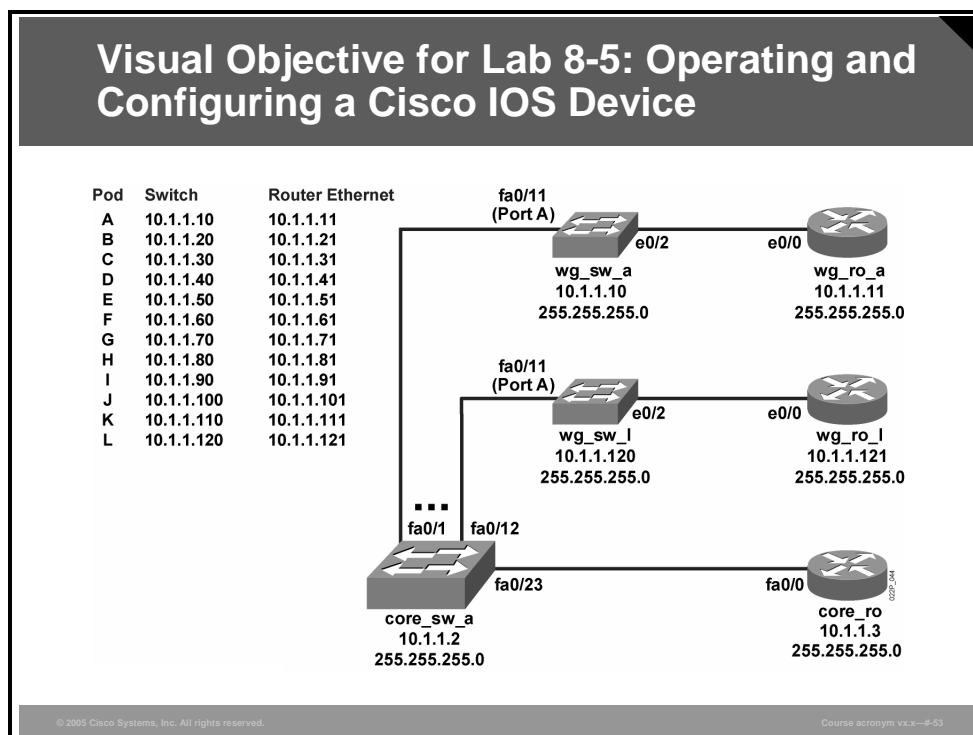 Visual Objective for Lab 8-5: Operating and
Configuring a Cisco IOS Device
Pod Switch Router Ethernet
A 10.1.1.10 10.1.1.11
B 10.1.1.20 10.1.1.21
C 10.1.1.30 10.1.1.31
D 10.1.1.40 10.1.1.41
E 10.1.1.50 10.1.1.51
F 10.1.1.60 10.1.1.61
G 10.1.1.70 10.1.1.71
H 10.1.1.80 10.1.1.81
I 10.1.1.90 10.1.1.91
J 10.1.1.100 10.1.1.101
K 10.1.1.110 10.1.1.111
L 10.1.1.120 10.1.1.121
fa0/11
(Port A)
e0/2
e0/0
wg_sw_a
10.1.1.10
255.255.255.0
wg_ro_a
10.1.1.11
255.255.255.0
fa0/11
(Port A)
e0/2
e0/0
wg_sw_l
10.1.1.120
255.255.255.0
wg_ro_l
10.1.1.121
255.255.255.0
...
fa0/1 fa0/12
fa0/23
fa0/0
core_sw_a
10.1.1.2
255.255.255.0
core_ro
10.1.1.3
255.255.255.0
022P_044
© 2005 Cisco Systems, Inc. All rights reserved.
Course acronym vx.x—#-53